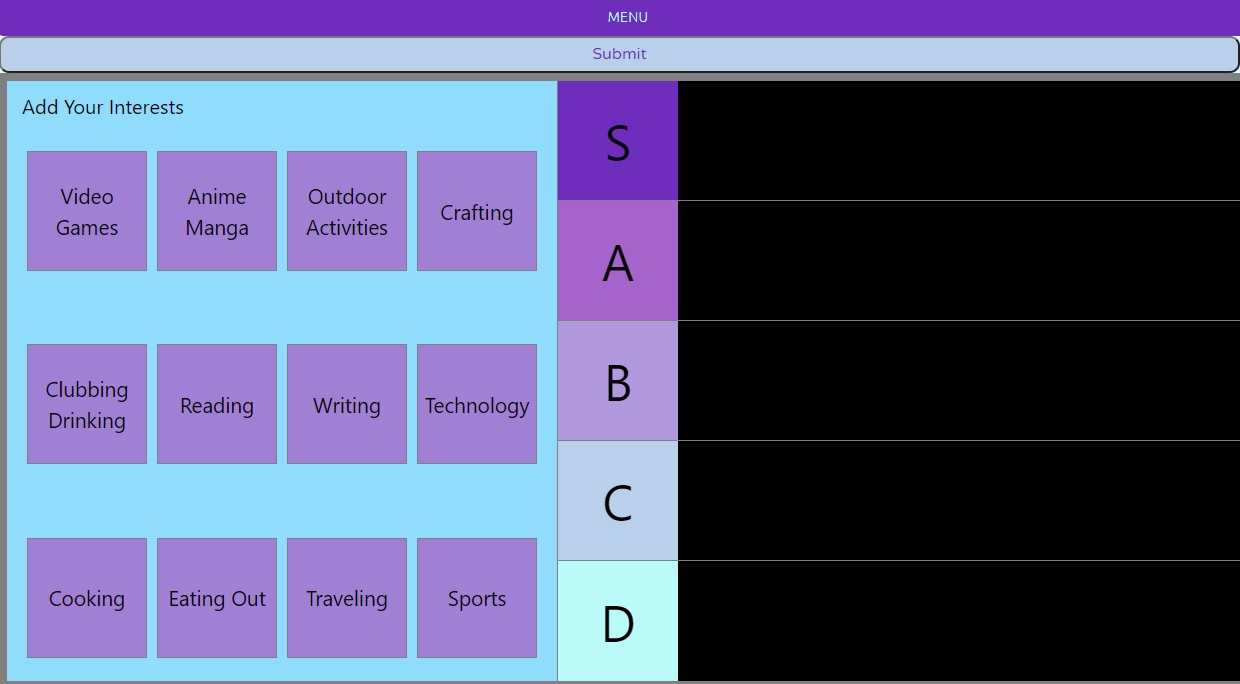 MENU
Submit
Add Your Interests
Video
Games
Anime
Manga
Outdoor
Activities
Crafting
Clubbing
Drinking
Reading
Writing
Technology
Cooking
Eating Out
Traveling
Sports
S
A
B
C
D